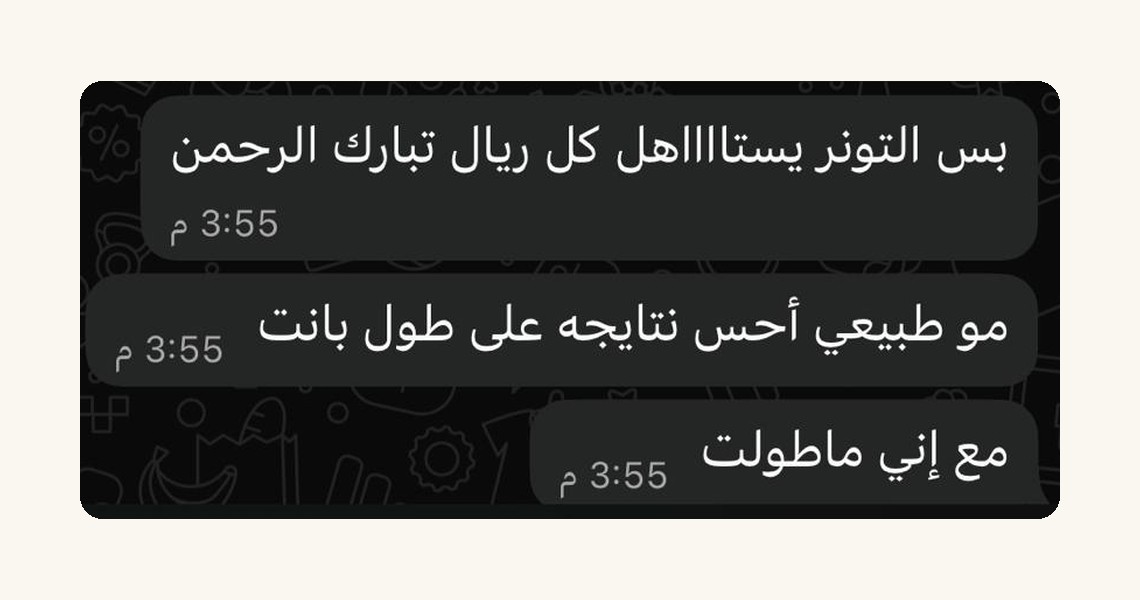 بس التونر يستااااهل كل ريال تبارك الرحمن
3:55 م
مو طبيعي أحس نتايجه على طول بانت
3:55 م
مع إني ماطولت
3:55 م